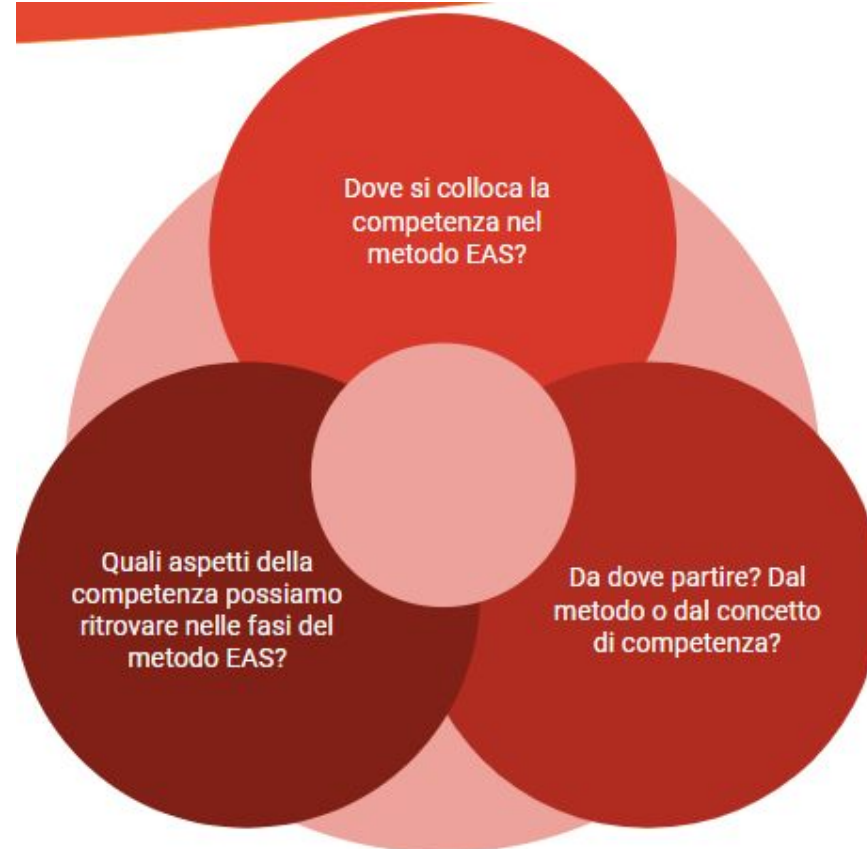 Dove si colloca la
competenza nel
metodo EAS?
Quali aspetti della
competenza possiamo
ritrovare nelle fasi del
metodo EAS?
Da dove partire? Dal
metodo o dal concetto
di competenza?